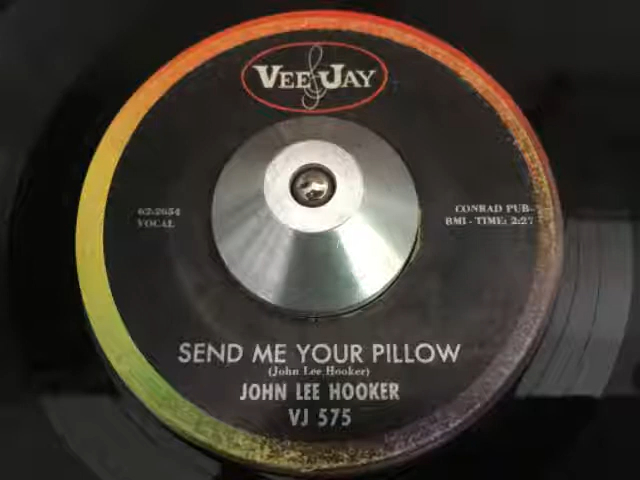 VEE JAY
62-2654
VOCAL
CONRAD PUB-
BMI - TIME: 2:27
SEND ME YOUR PILLOW
(John Lee Hooker)
JOHN LEE HOOKER
VJ 575